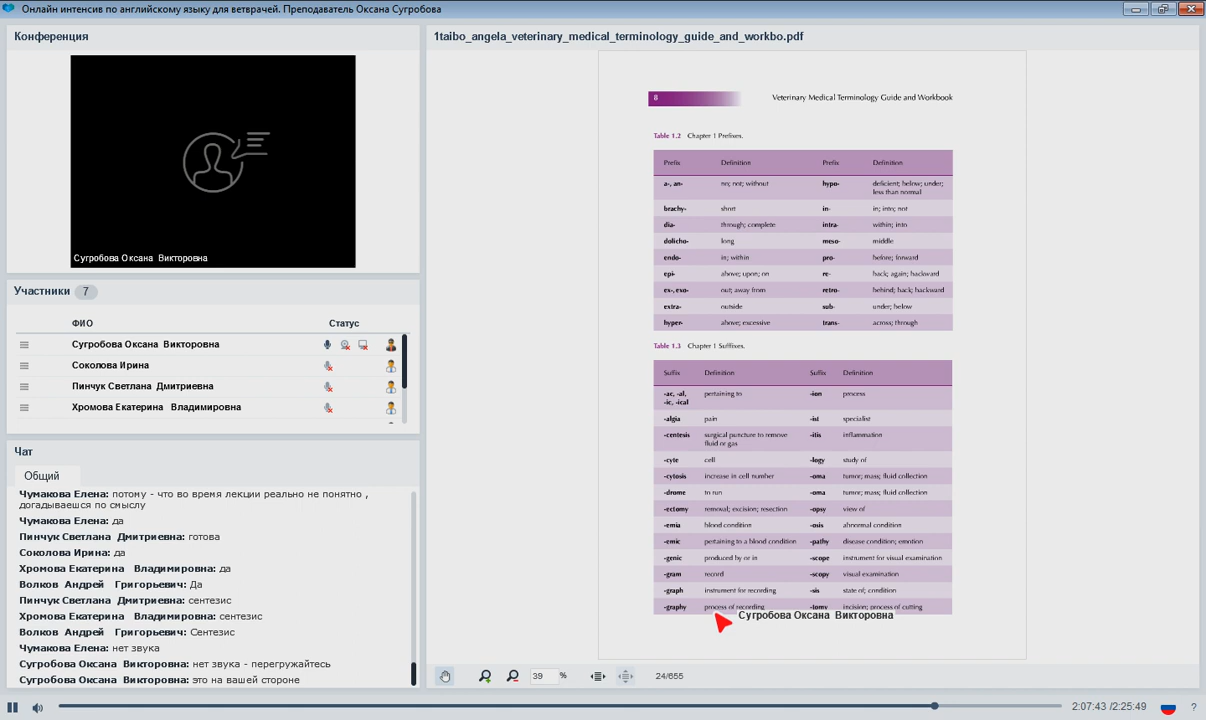 Онлайн интенсив по английскому языку для ветврачей. Преподаватель Оксана Сугробова
Конференция
Сугробова Оксана Викторовна
Участники 7
ФИО Статус
Сугробова Оксана Викторовна
Соколова Ирина
Пинчук Светлана Дмитриевна
Хромова Екатерина Владимировна
Чат
Общий
Чумакова Елена: потому - что во время лекции реально не понятно ,
догадываешся по смыслу
Чумакова Елена: да
Пинчук Светлана Дмитриевна: готова
Соколова Ирина: да
Хромова Екатерина Владимировна: да
Волков Андрей Григорьевич: Да
Пинчук Светлана Дмитриевна: сентезис
Хромова Екатерина Владимировна: сентезис
Волков Андрей Григорьевич: Сентезис
Чумакова Елена: нет звука
Сугробова Оксана Викторовна: нет звука - перегружайтесь
Сугробова Оксана Викторовна: это на вашей стороне
1taibo_angela_veterinary_medical_terminology_guide_and_workbo.pdf
8 Veterinary Medical Terminology Guide and Workbook
Table 1.2 Chapter 1 Prefixes.
Prefix Definition Prefix Definition
a-, an- no; not; without hypo- deficient; below; under;
less than normal
brachy- short in- in; into; not
dia- through; complete intra- within; into
dolicho- long meso- middle
endo- in; within pro- before; forward
epi- above; upon; on re- back; again; backward
ex-, exo- out; away from retro- behind; back; backward
extra- outside sub- under; below
hyper- above; excessive trans- across; through
Table 1.3 Chapter 1 Suffixes.
Suffix Definition Suffix Definition
-ac, -al, pertaining to -ion process
-ic, -ical
-algia pain -ist specialist
-centesis surgical puncture to remove -itis inflammation
fluid or gas
-cyte cell -logy study of
-cytosis increase in cell number -oma tumor; mass; fluid collection
-drome to run -oma tumor; mass; fluid collection
-ectomy removal; excision; resection -opsy view of
-emia blood condition -osis abnormal condition
-emic pertaining to a blood condition -pathy disease condition; emotion
-genic produced by or in -scope instrument for visual examination
-gram record -scopy visual examination
-graph instrument for recording -sis state of; condition
-graphy process of recording -tomy incision; process of cutting
Сугробова Оксана Викторовна
39 % 24/655
2:07:43 /2:25:49 ?